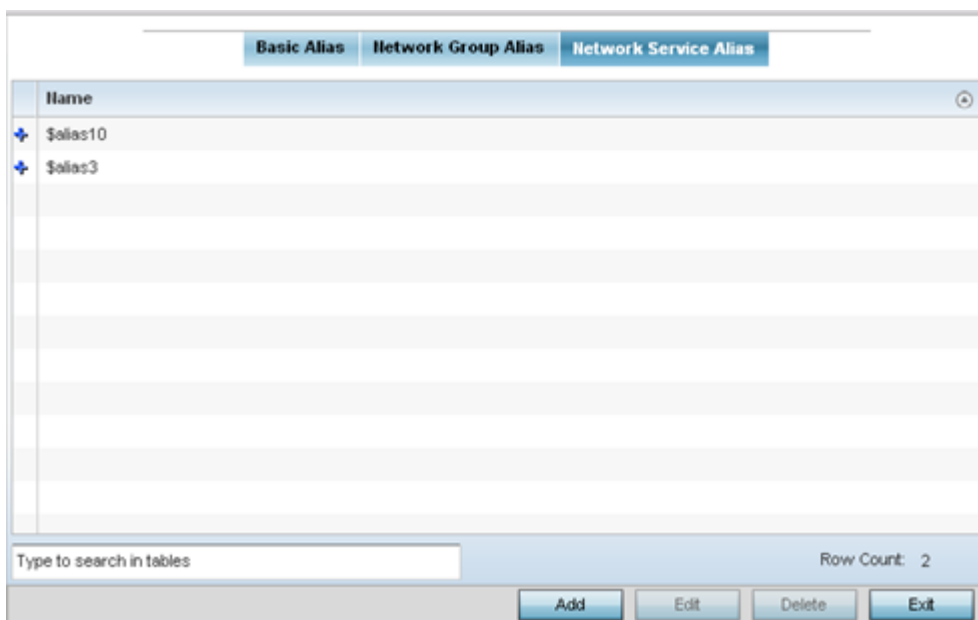 Basic Alias Network Group Alias Network Service Alias
Name
$alias10
$alias3
Type to search in tables Row Count: 2
Add Edit Delete Exit